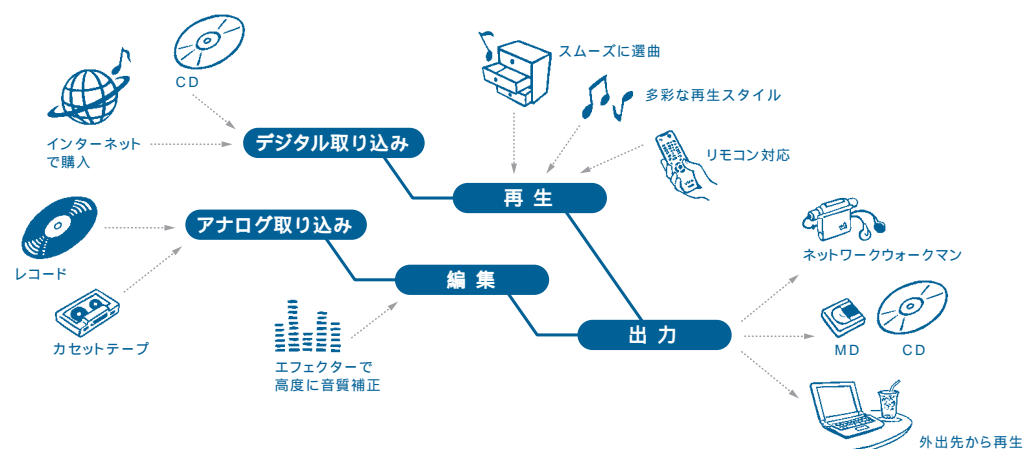 CD
インターネット
で購入
デジタル取り込み
スムーズに選曲
多彩な再生スタイル
リモコン対応
再生
レコード
アナログ取り込み
カセットテープ
編集
エフェクターで
高度に音質補正
出力
ネットワークウォークマン
MD
CD
外出先から再生